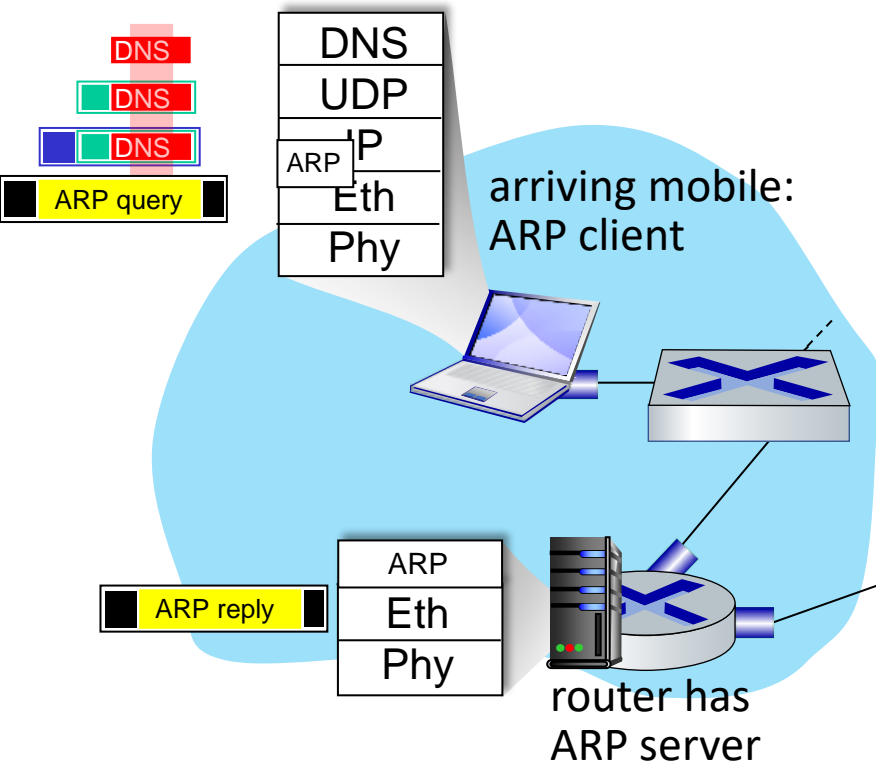 DNS
DNS
DNS
ARP query
DNS
UDP
IP
ARP
Eth
Phy
arriving mobile:
ARP client
ARP reply
ARP
Eth
Phy
router has
ARP server